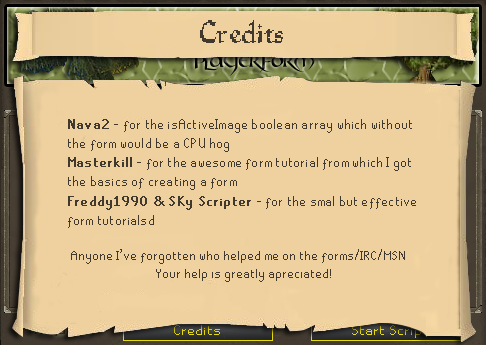 Credits
Nava2 - for the isActiveImage boolean array which without
the form would be a CPU hog
Masterkill - for the awesome form tutorial from which I got
the basics of creating a form
Freddy1990 & SKy Scripter - for the smal but effective
form tutorialsd
Anyone I've forgotten who helped me on the forms/IRC/MSN
Your help is greatly apreciated!
Credits
Start Scrip